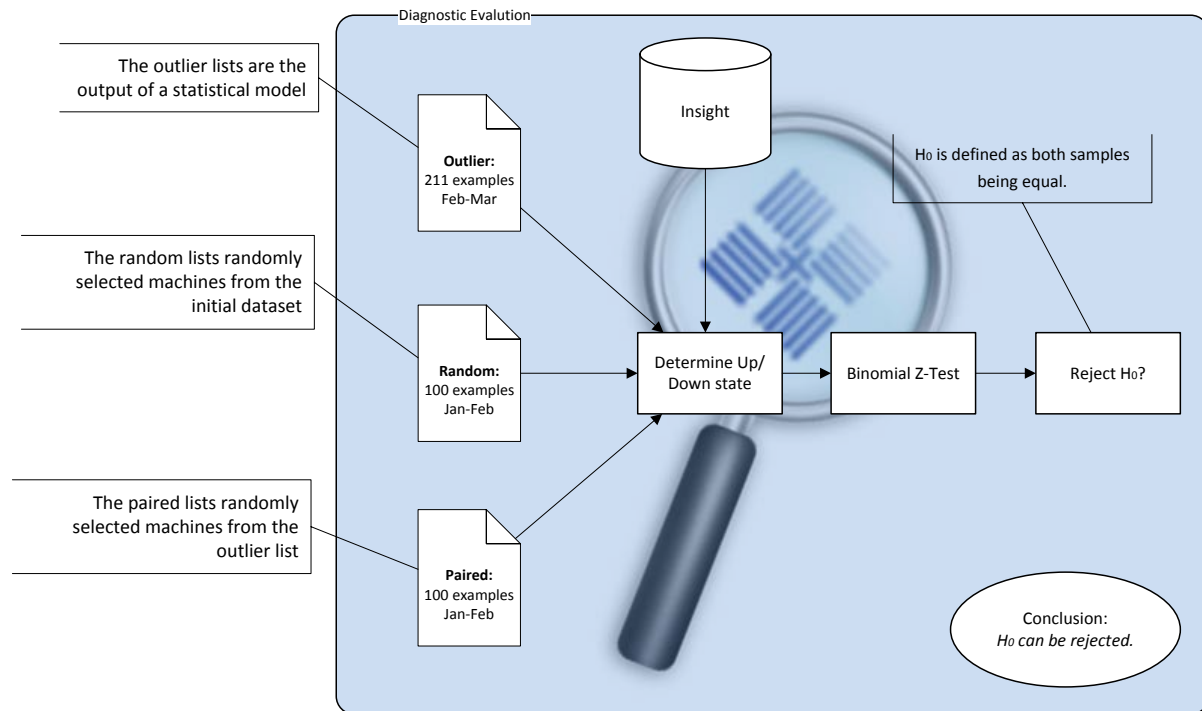 Diagnostic Evalution
The outlier lists are the
output of a statistical model
Outlier:
211 examples
Feb-Mar
Insight
H₀ is defined as both samples
being equal.
The random lists randomly
selected machines from the
initial dataset
Random:
100 examples
Jan-Feb
Determine Up/
Down state
Binomial Z-Test
Reject H₀?
The paired lists randomly
selected machines from the
outlier list
Paired:
100 examples
Jan-Feb
Conclusion:
H₀ can be rejected.